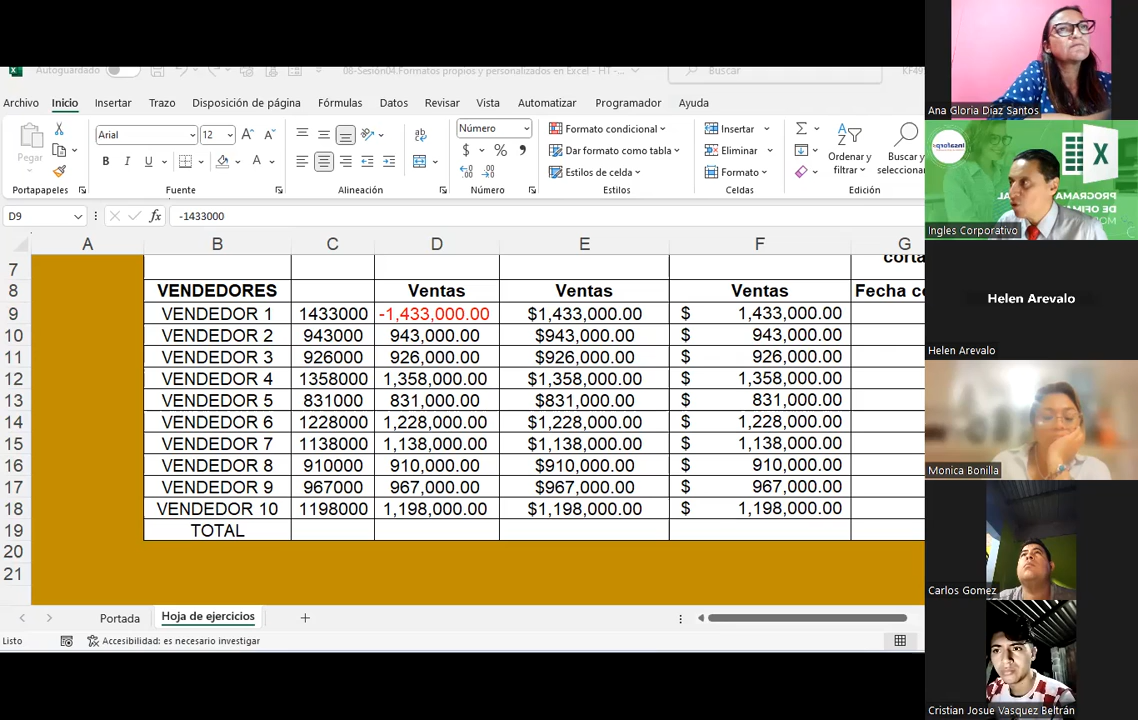 Autoguardado
08-Sesión04.Formatos propios y personalizados en Excel - HT -
Buscar
KF49
Archivo Inicio Insertar Trazo Disposición de página Fórmulas Datos Revisar Vista Automatizar Programador Ayuda
Pegar
Arial 12
Número
Formato condicional
Dar formato como tabla
Estilos de celda
Insertar
Eliminar
Formato
Ordenar y
filtrar
Buscar y
seleccionar
Portapapeles Fuente Alineación Número Estilos Celdas Edición
D9 fx -1433000
A B C D E F G
7 corta
8 VENDEDORES Ventas Ventas Ventas Fecha co
9 VENDEDOR 1 1433000 -1,433,000.00 $1,433,000.00 $ 1,433,000.00
10 VENDEDOR 2 943000 943,000.00 $943,000.00 $ 943,000.00
11 VENDEDOR 3 926000 926,000.00 $926,000.00 $ 926,000.00
12 VENDEDOR 4 1358000 1,358,000.00 $1,358,000.00 $ 1,358,000.00
13 VENDEDOR 5 831000 831,000.00 $831,000.00 $ 831,000.00
14 VENDEDOR 6 1228000 1,228,000.00 $1,228,000.00 $ 1,228,000.00
15 VENDEDOR 7 1138000 1,138,000.00 $1,138,000.00 $ 1,138,000.00
16 VENDEDOR 8 910000 910,000.00 $910,000.00 $ 910,000.00
17 VENDEDOR 9 967000 967,000.00 $967,000.00 $ 967,000.00
18 VENDEDOR 10 1198000 1,198,000.00 $1,198,000.00 $ 1,198,000.00
19 TOTAL
20
21
Portada Hoja de ejercicios +
Listo Accesibilidad: es necesario investigar
Ana Gloria Diaz Santos
PROGRAMA
DE OFIMA
Ingles Corporativo
Helen Arevalo
Helen Arevalo
Monica Bonilla
Carlos Gomez
Cristian Josue Vasquez Beltrán